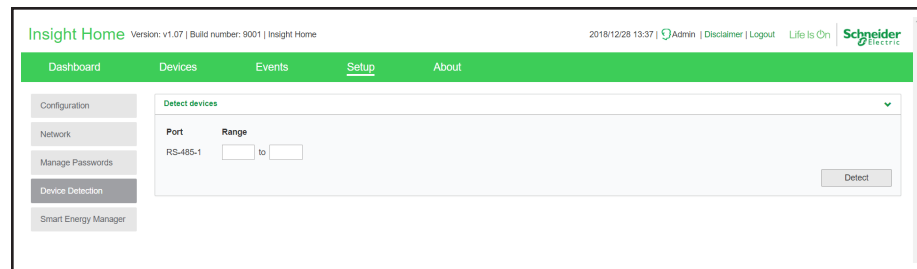 Insight Home Version: v1.07 | Build number: 9001 | Insight Home
2018/12/28 13:37 | Admin | Disclaimer | Logout Life Is On Schneider Electric
Dashboard Devices Events Setup About
Configuration
Network
Manage Passwords
Device Detection
Smart Energy Manager
Detect devices
Port Range
RS-485-1 to
Detect